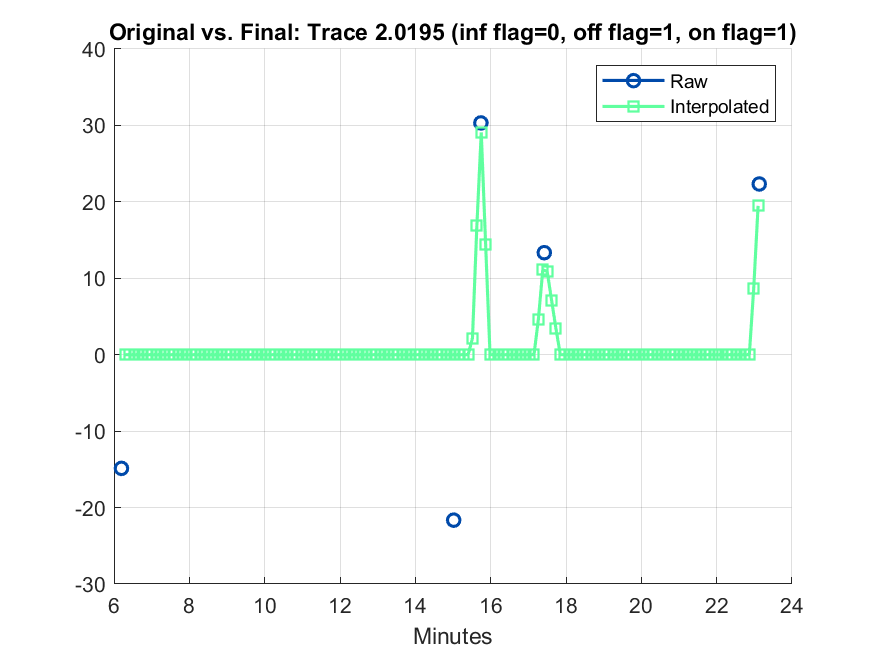 Original vs. Final: Trace 2.0195 (inf flag=0, off flag=1, on flag=1)
40
30
20
10
0
-10
-20
-30
Raw
Interpolated
6 8 10 12 14 16 18 20 22 24
Minutes